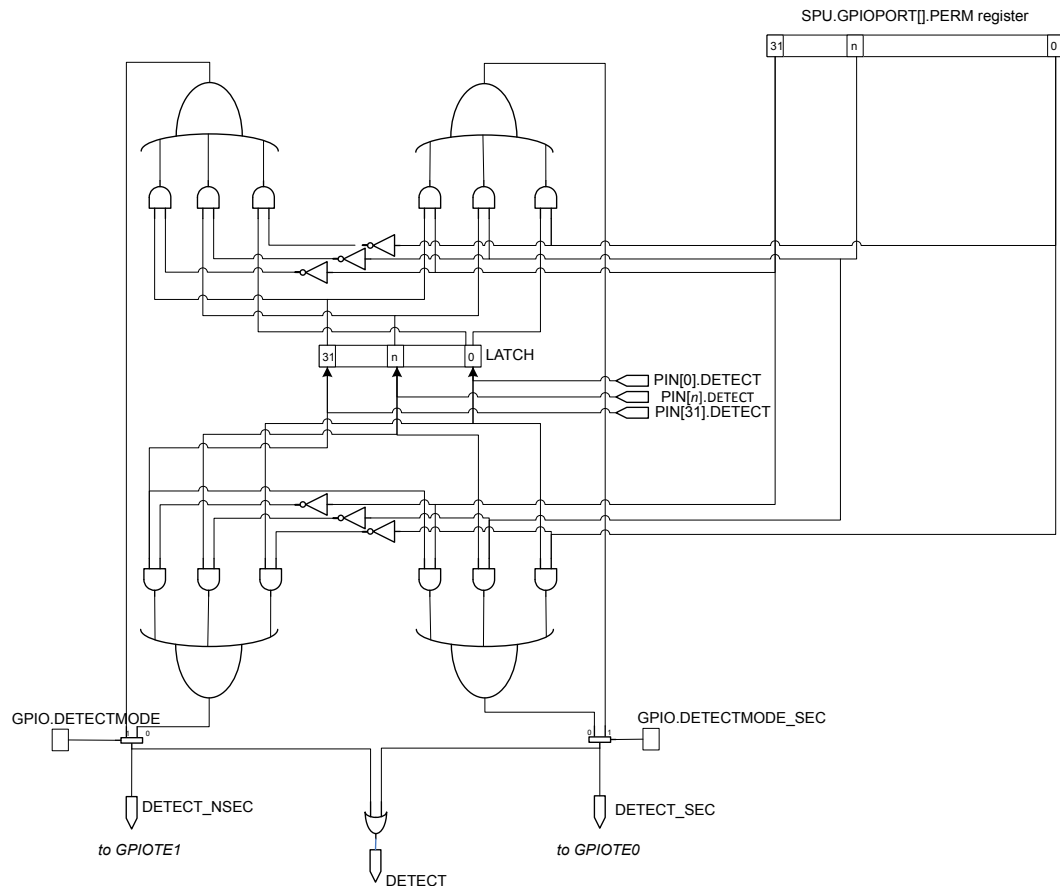 SPU.GPIOPORT[].PERM register
31 n 0
31 n 0 LATCH
PIN[0].DETECT
PIN[n].DETECT
PIN[31].DETECT
GPIO.DETECTMODE
1 0
0 1
GPIO.DETECTMODE_SEC
DETECT_NSEC
DETECT_SEC
to GPIOTE1
to GPIOTE0
DETECT